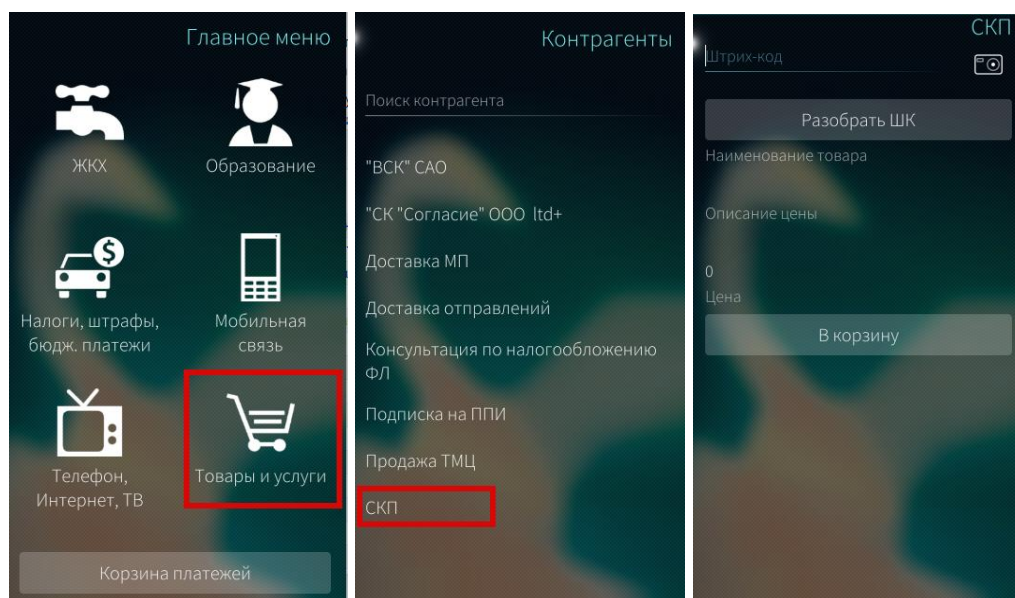 Главное меню
ЖКХ
Образование
Налоги, штрафы,
бюдж. платежи
Мобильная
связь
Телефон,
Интернет, ТВ
Товары и услуги
Корзина платежей
Контрагенты
Поиск контрагента
"ВСК" САО
"СК "Согласие" ООО ltd+
Доставка МП
Доставка отправлений
Консультация по налогообложению
ФЛ
Подписка на ППИ
Продажа ТМЦ
СКП
СКП
Штрих-код
Разобрать ШК
Наименование товара
Описание цены
0
Цена
В корзину